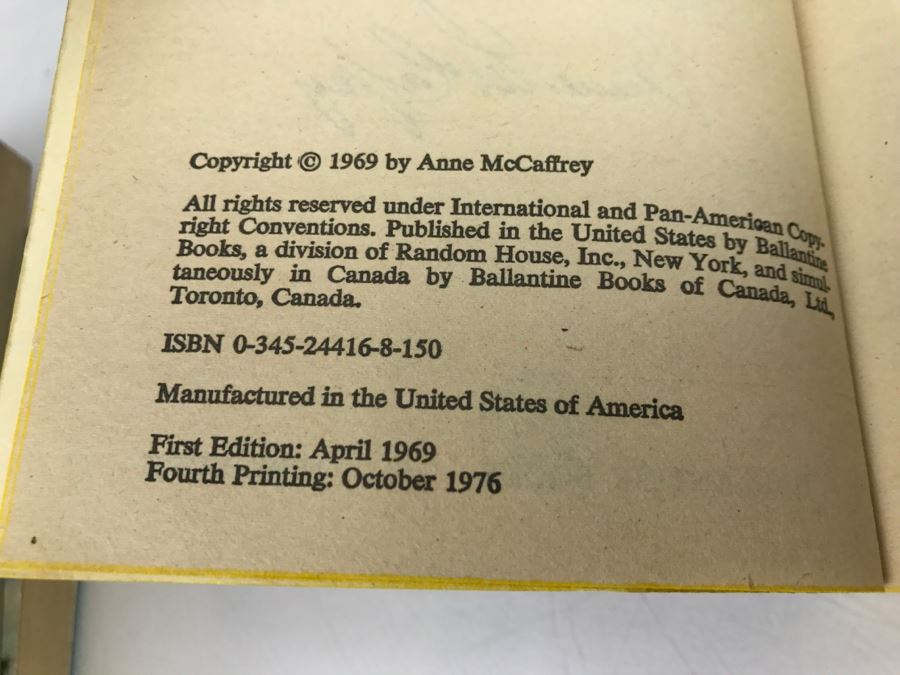 Copyright © 1969 by Anne McCaffrey
All rights reserved under International and Pan-American Copy-
right Conventions. Published in the United States by Ballantine
Books, a division of Random House, Inc., New York, and simul-
taneously in Canada by Ballantine Books of Canada, Ltd.,
Toronto, Canada.
ISBN 0-345-24416-8-150
Manufactured in the United States of America
First Edition: April 1969
Fourth Printing: October 1976